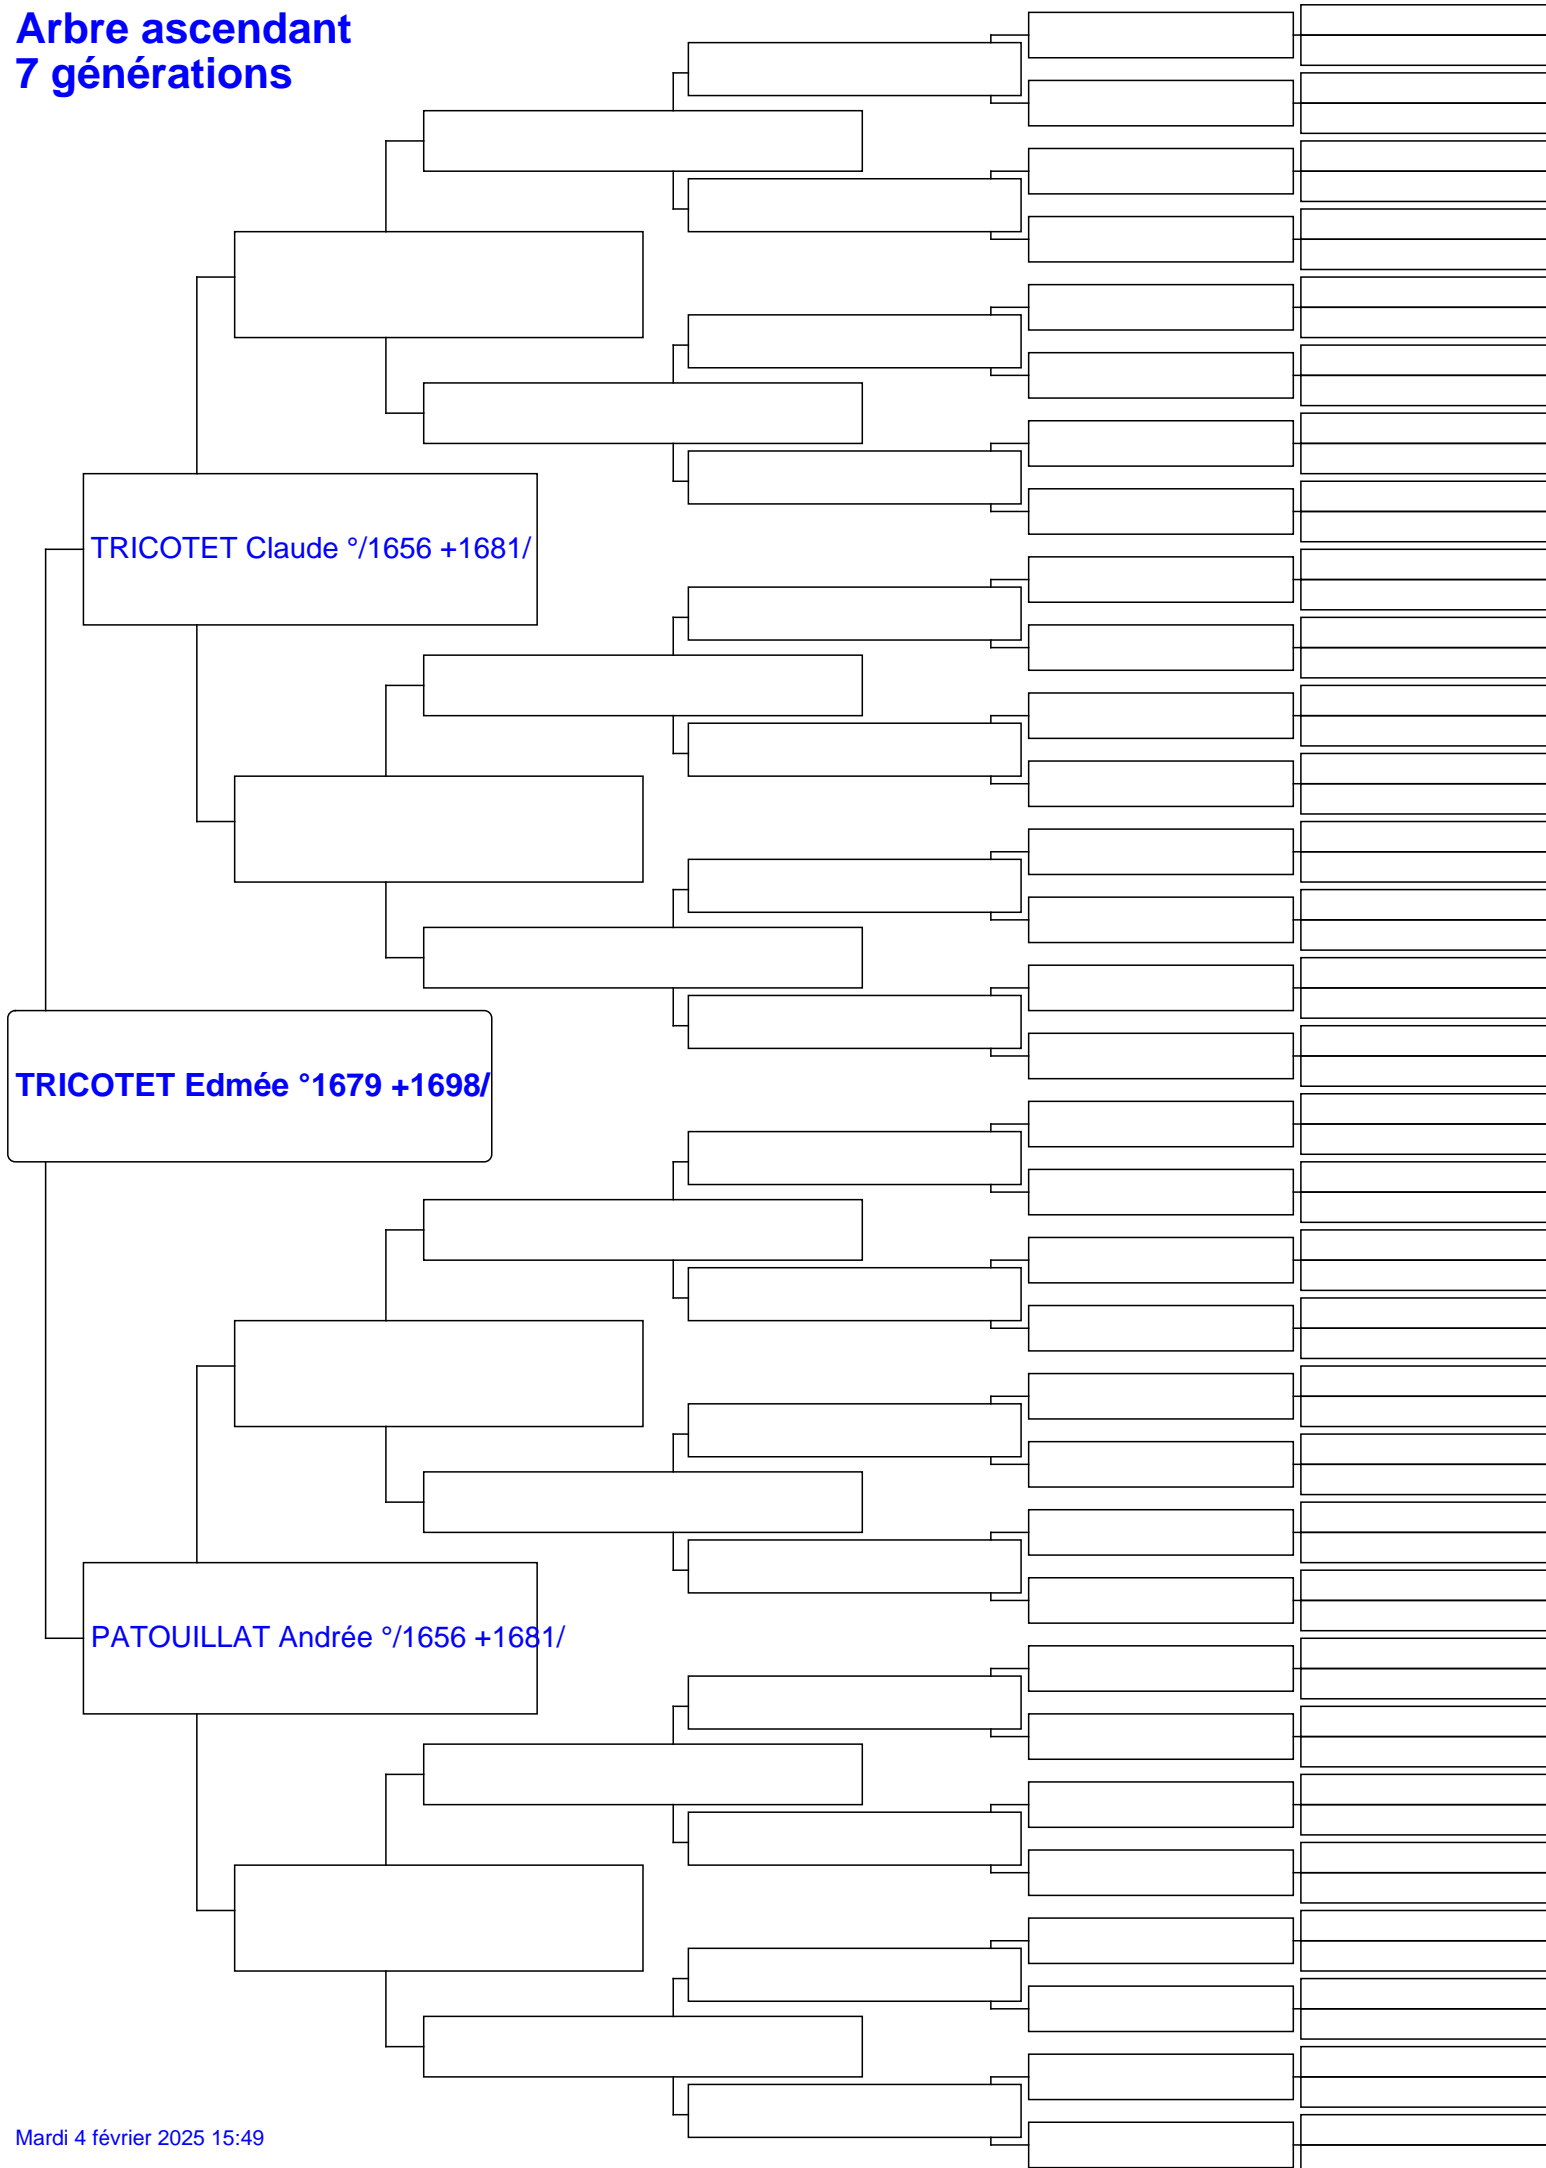 Arbre ascendant
7 générations
TRICOTET Claude °/1656 +1681/
TRICOTET Edmée °1679 +1698/
PATOUILLAT Andrée °/1656 +1681/
Mardi 4 février 2025 15:49